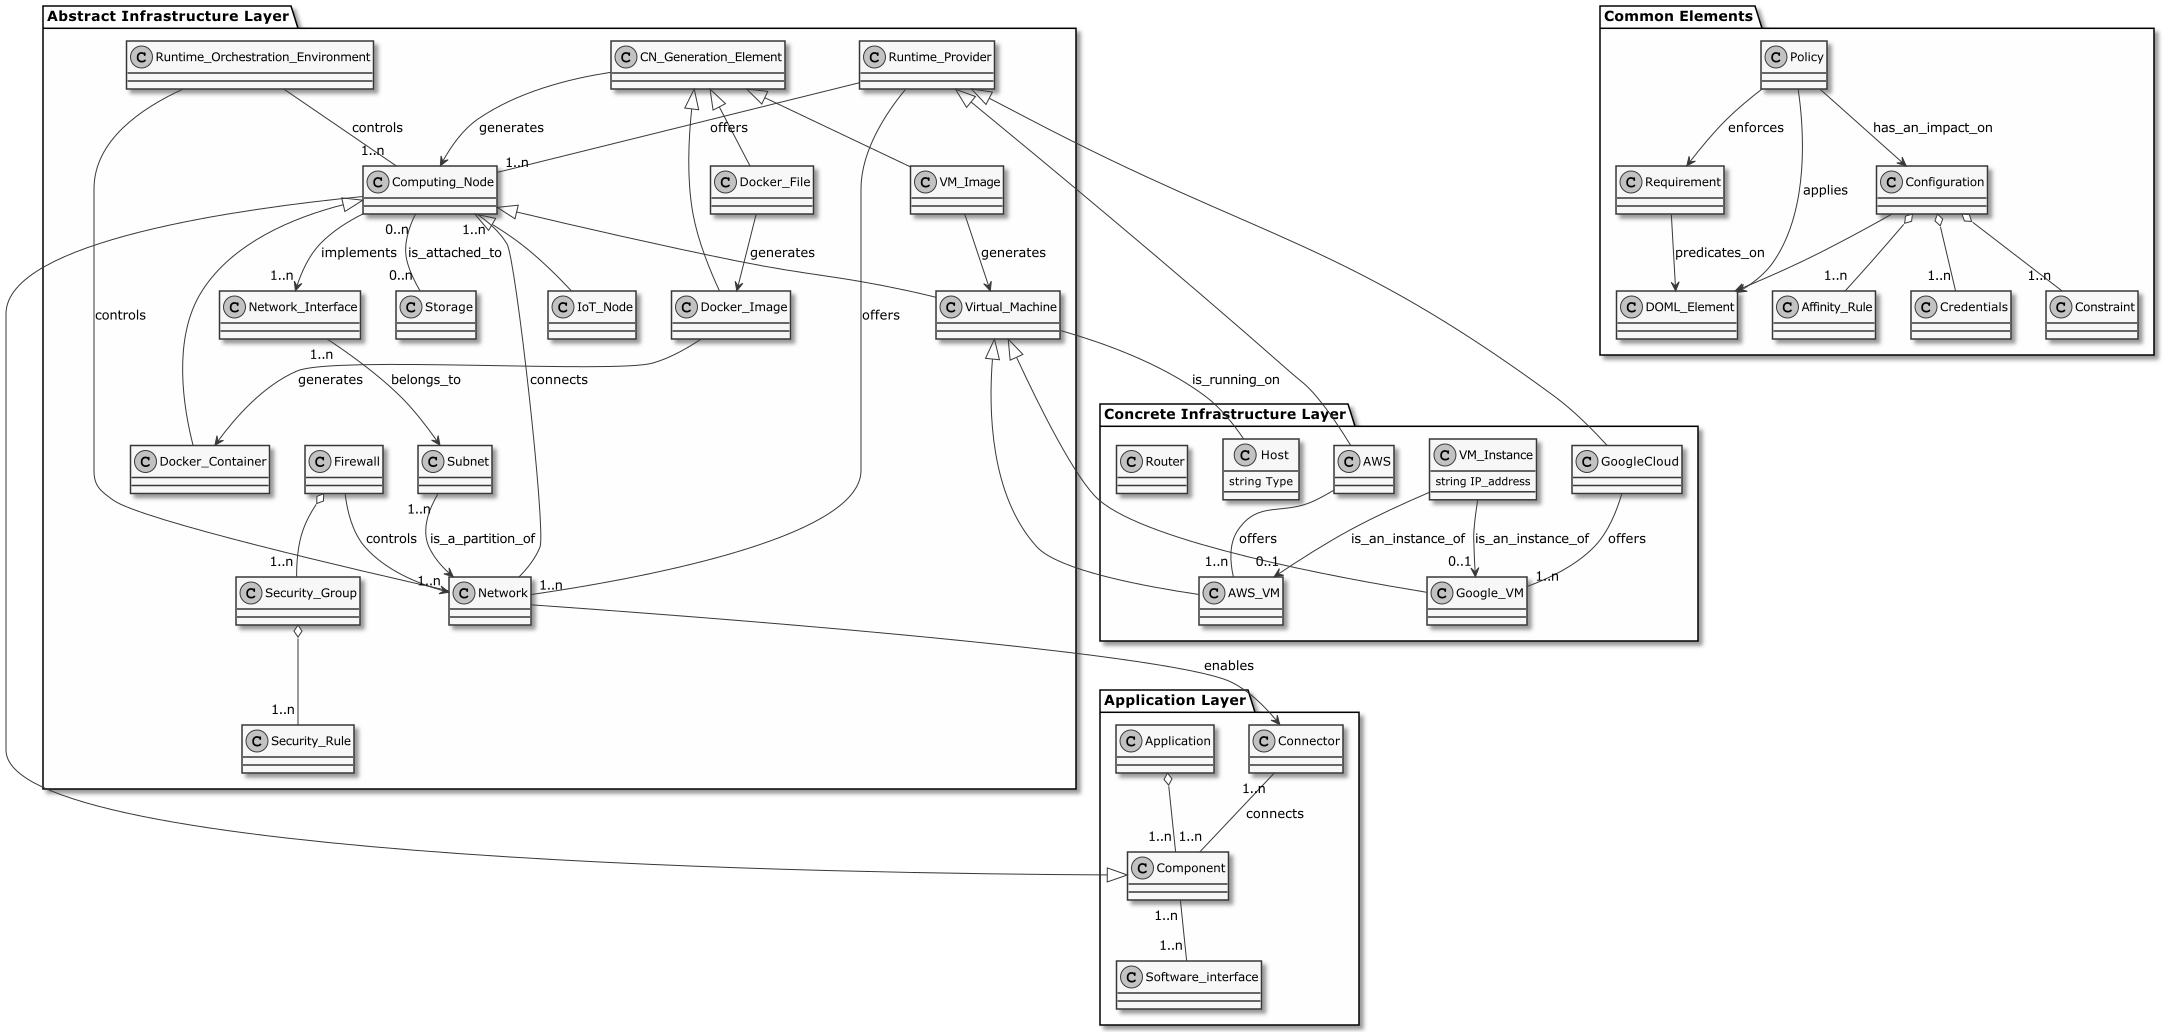 Abstract Infrastructure Layer
C Runtime_Orchestration_Environment
C CN_Generation_Element
C Runtime_Provider
controls
1..n
generates
offers
1..n
C Computing_Node
C Docker_File
C VM_Image
0..n
1..n
implements
is_attached_to
generates
generates
1..n
0..n
C Network_Interface
C Storage
C IoT_Node
C Docker_Image
C Virtual_Machine
controls
offers
1..n
generates
belongs_to
connects
C Docker_Container
C Firewall
C Subnet
1..n
controls
is_a_partition_of
1..n
1..n
1..n
C Security_Group
C Network
1..n
C Security_Rule
Common Elements
C Policy
enforces
has_an_impact_on
C Requirement
C Configuration
applies
predicates_on
1..n
1..n
1..n
C DOML_Element
C Affinity_Rule
C Credentials
C Constraint
is_running_on
Concrete Infrastructure Layer
C Router
C Host
string Type
C AWS
C VM_Instance
string IP_address
C GoogleCloud
offers
is_an_instance_of
is_an_instance_of
offers
1..n
0..1
0..1
1..n
C AWS_VM
C Google_VM
enables
Application Layer
C Application
C Connector
1..n
connects
1..n
1..n
C Component
1..n
1..n
C Software_interface